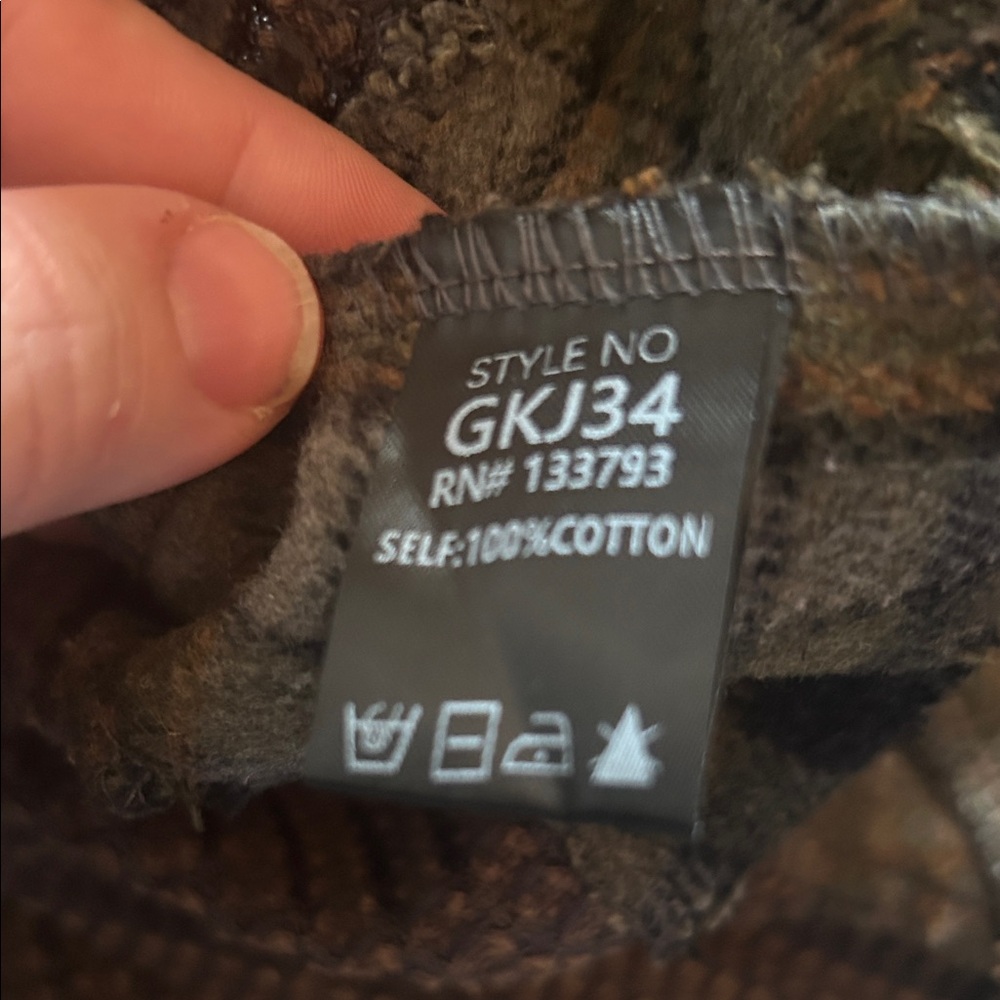 STYLE NO
GKJ34
RN# 133793
SELF:100%COTTON